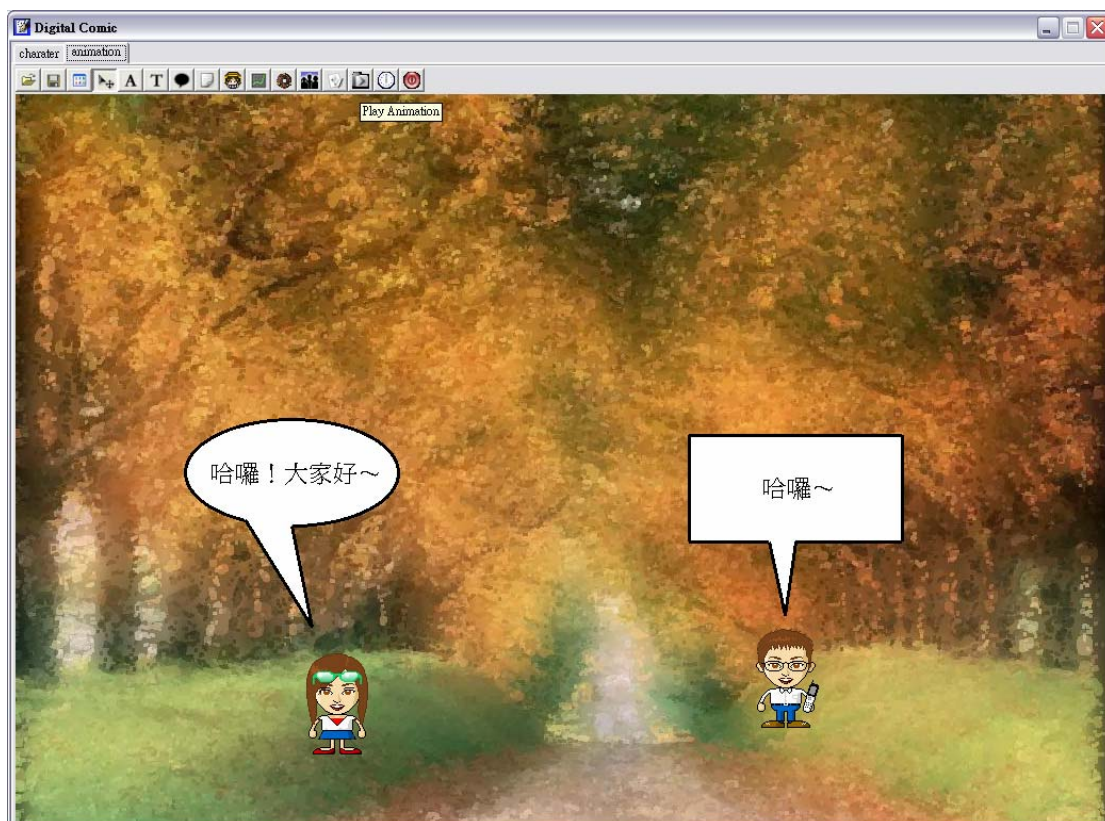 Digital Comic
charater animation
A T
Play Animation
哈囉！大家好～
哈囉～